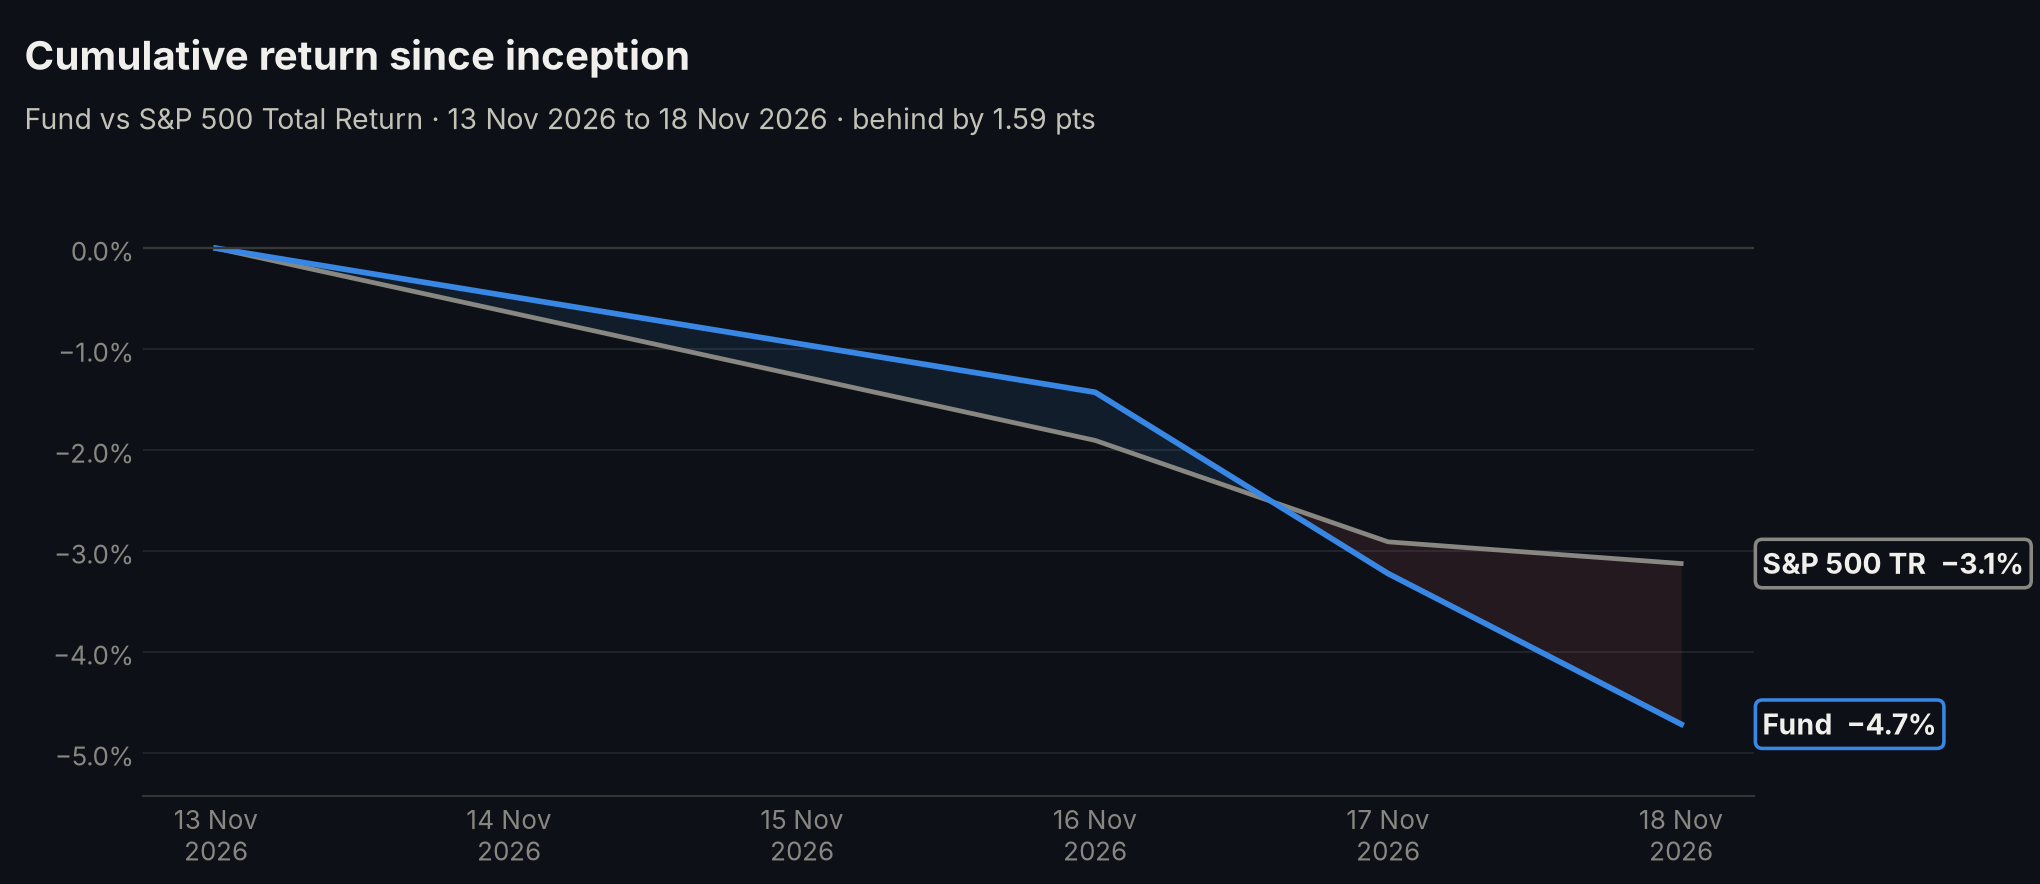 Cumulative return since inception
Fund vs S&P 500 Total Return · 13 Nov 2026 to 18 Nov 2026 · behind by 1.59 pts
0.0%
−1.0%
−2.0%
−3.0%
−4.0%
−5.0%
S&P 500 TR −3.1%
Fund −4.7%
13 Nov 2026
14 Nov 2026
15 Nov 2026
16 Nov 2026
17 Nov 2026
18 Nov 2026